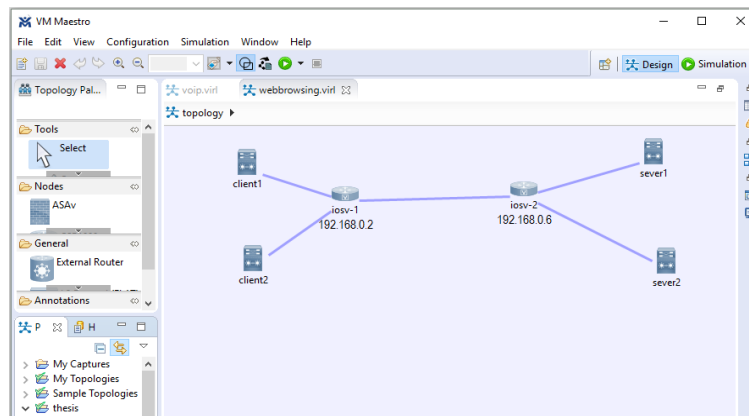 VM Maestro
File Edit View Configuration Simulation Window Help
Design Simulation
Topology Pal...
voip.virl webbrowsing.virl
topology
Tools
Select
Nodes
ASAv
General
External Router
Annotations
client1
iosv-1
192.168.0.2
client2
iosv-2
192.168.0.6
sever1
sever2
P H
My Captures
My Topologies
Sample Topologies
thesis